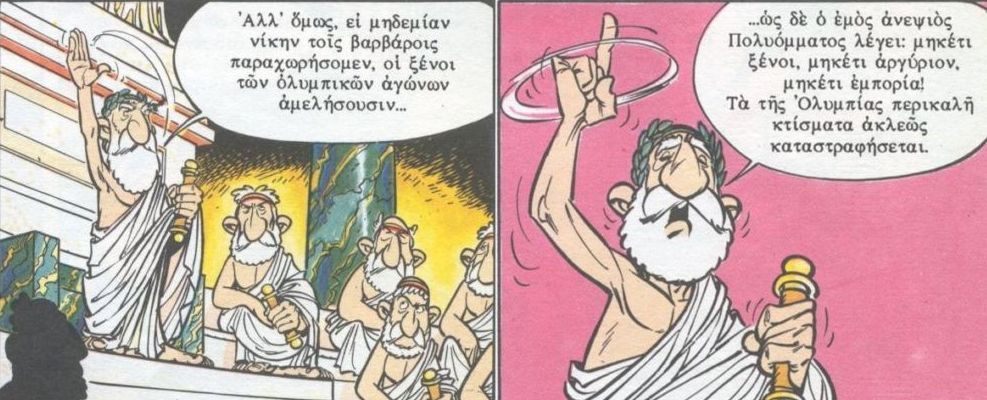 Ἀλλ' ὅμως, εἰ μηδεμίαν
νίκην τοῖς βαρβάροις
παραχωρήσομεν, οἱ ξένοι
τῶν ὀλυμπικῶν ἀγώνων
ἀμελήσουσιν...
...ὡς δὲ ὁ ἐμὸς ἀνεψιὸς
Πολυόμματος λέγει: μηκέτι
ξένοι, μηκέτι ἀργύριον,
μηκέτι ἐμπορία!
Τὰ τῆς Ὀλυμπίας περικαλῆ
κτίσματα ἀκλεῶς
καταστραφήσεται.